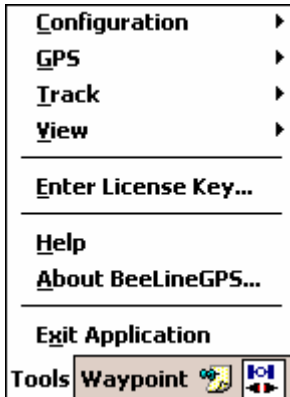 Configuration
GPS
Track
View
Enter License Key...
Help
About BeeLineGPS...
Exit Application
Tools Waypoint